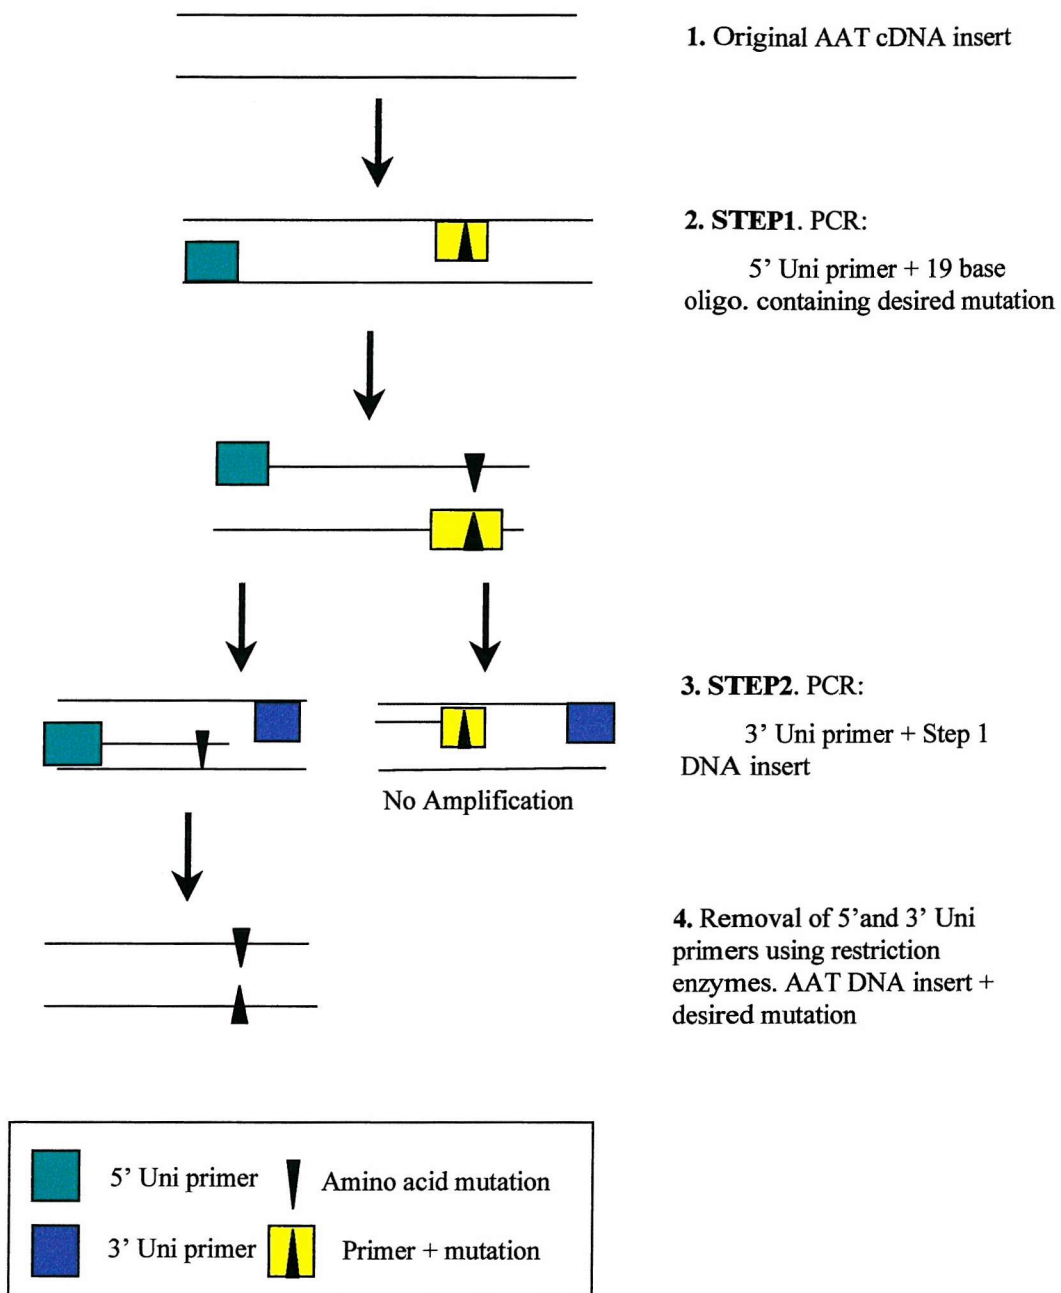 1. Original AAT cDNA insert
2. STEP1. PCR:
5’ Uni primer + 19 base
oligo. containing desired mutation
3. STEP2. PCR:
3’ Uni primer + Step 1
DNA insert
No Amplification
4. Removal of 5’and 3’ Uni
primers using restriction
enzymes. AAT DNA insert +
desired mutation
5’ Uni primer
Amino acid mutation
3’ Uni primer
Primer + mutation